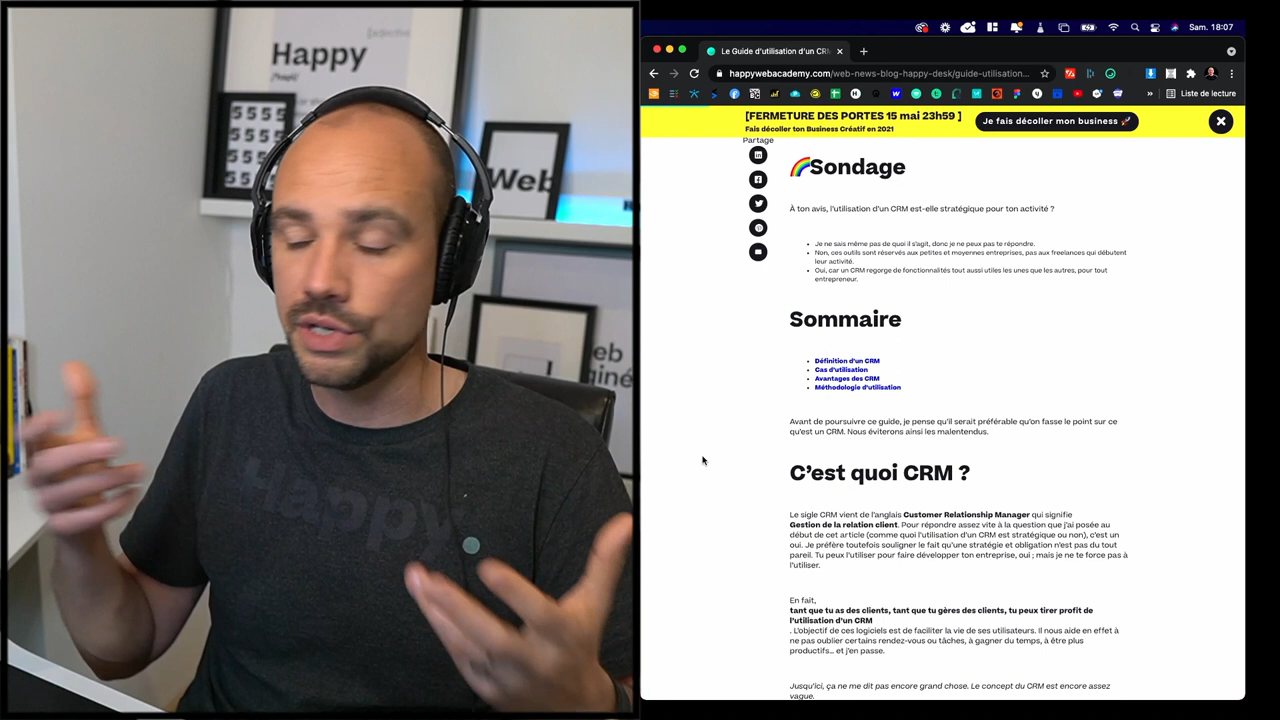 [adjective]
Happy
Web
Happy
Sam. 18:07
Le Guide d'utilisation d'un CR
happywebacademy.com/web-news-blog-happy-desk/guide-utilisation...
Liste de lecture
[FERMETURE DES PORTES 15 mai 23h59 ]
Fais décoller ton Business Créatif en 2021
Je fais décoller mon business 🚀
Partage
🌈Sondage
À ton avis, l'utilisation d'un CRM est-elle stratégique pour ton activité ?
• Je ne sais même pas de quoi il s'agit, donc je ne peux pas te répondre.
• Non, ces outils sont réservés aux petites et moyennes entreprises, pas aux freelances qui débutent
leur activité.
• Oui, car un CRM regorge de fonctionnalités tout aussi utiles les unes que les autres, pour tout
entrepreneur.
Sommaire
• Définition d'un CRM
• Cas d'utilisation
• Avantages des CRM
• Méthodologie d'utilisation
Avant de poursuivre ce guide, je pense qu'il serait préférable qu'on fasse le point sur ce
qu'est un CRM. Nous éviterons ainsi les malentendus.
C'est quoi CRM ?
Le sigle CRM vient de l'anglais Customer Relationship Manager qui signifie
Gestion de la relation client. Pour répondre assez vite à la question que j'ai posée au
début de cet article (comme quoi l'utilisation d'un CRM est stratégique ou non), c'est un
oui. Je préfère toutefois souligner le fait qu'une stratégie et obligation n'est pas du tout
pareil. Tu peux l'utiliser pour faire développer ton entreprise, oui ; mais je ne te force pas à
l'utiliser.
En fait,
tant que tu as des clients, tant que tu gères des clients, tu peux tirer profit de
l'utilisation d'un CRM
. L'objectif de ces logiciels est de faciliter la vie de ses utilisateurs. Il nous aide en effet à
ne pas oublier certains rendez-vous ou tâches, à gagner du temps, à être plus
productifs… et j'en passe.
Jusqu'ici, ça ne me dit pas encore grand chose. Le concept du CRM est encore assez
vague.